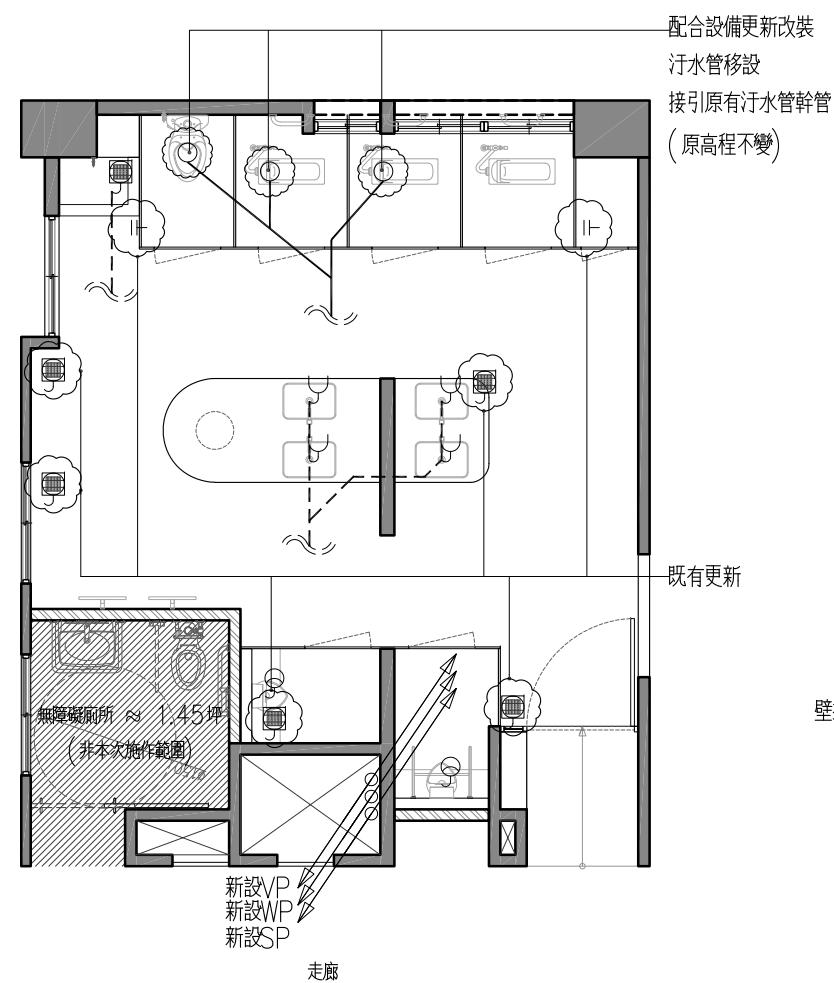 配合設備更新改裝
汙水管移設
接引原有汙水管幹管
(原高程不變)
既有更新
無障礙廁所 ≈ 1.45坪
(非本次施作範圍)
新設VP
新設WP
新設SP
走廊